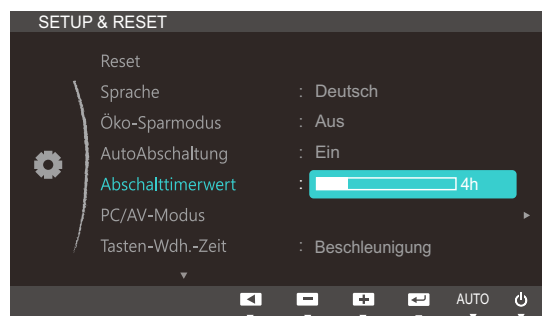 SETUP & RESET
Reset
Sprache : Deutsch
Öko-Sparmodus : Aus
AutoAbschaltung : Ein
Abschalttimerwert : 4h
PC/AV-Modus
Tasten-Wdh.-Zeit : Beschleunigung
AUTO